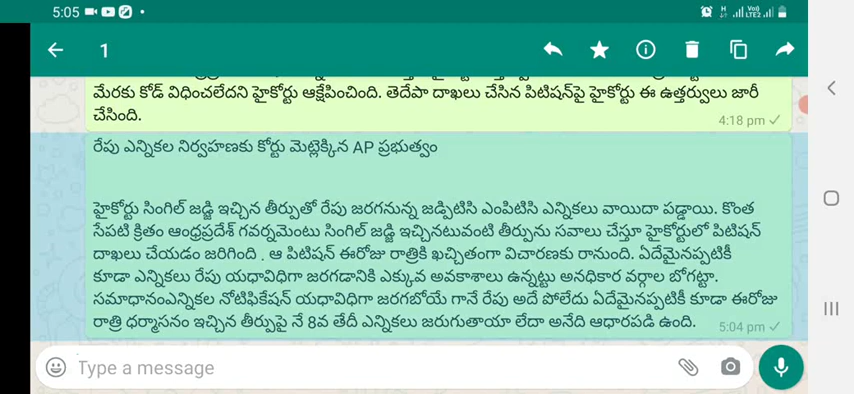 5:05
Vo))
LTE2
1
మేరకు కోడ్ విధించలేదని హైకోర్టు ఆక్షేపించింది. తెదేపా దాఖలు చేసిన పిటిషన్‌పై హైకోర్టు ఈ ఉత్తర్వులు జారీ
చేసింది.
4:18 pm
రేపు ఎన్నికల నిర్వహణకు కోర్టు మెట్లెక్కిన AP ప్రభుత్వం
హైకోర్టు సింగిల్ జడ్జి ఇచ్చిన తీర్పుతో రేపు జరగనున్న జడ్పిటిసి ఎంపిటిసి ఎన్నికలు వాయిదా పడ్డాయి. కొంత
సేపటి క్రితం ఆంధ్రప్రదేశ్ గవర్నమెంటు సింగిల్ జడ్జి ఇచ్చినటువంటి తీర్పును సవాలు చేస్తూ హైకోర్టులో పిటిషన్
దాఖలు చేయడం జరిగింది . ఆ పిటిషన్ ఈరోజు రాత్రికి ఖచ్చితంగా విచారణకు రానుంది. ఏదేమైనప్పటికీ
కూడా ఎన్నికలు రేపు యధావిధిగా జరగడానికి ఎక్కువ అవకాశాలు ఉన్నట్టు అనధికార వర్గాల బోగట్టా.
సమాధానంఎన్నికల నోటిఫికేషన్ యధావిధిగా జరగబోయే గానే రేపు అదే పోలేదు ఏదేమైనప్పటికీ కూడా ఈరోజు
రాత్రి ధర్మాసనం ఇచ్చిన తీర్పుపై నే 8వ తేదీ ఎన్నికలు జరుగుతాయా లేదా అనేది ఆధారపడి ఉంది.
5:04 pm
Type a message